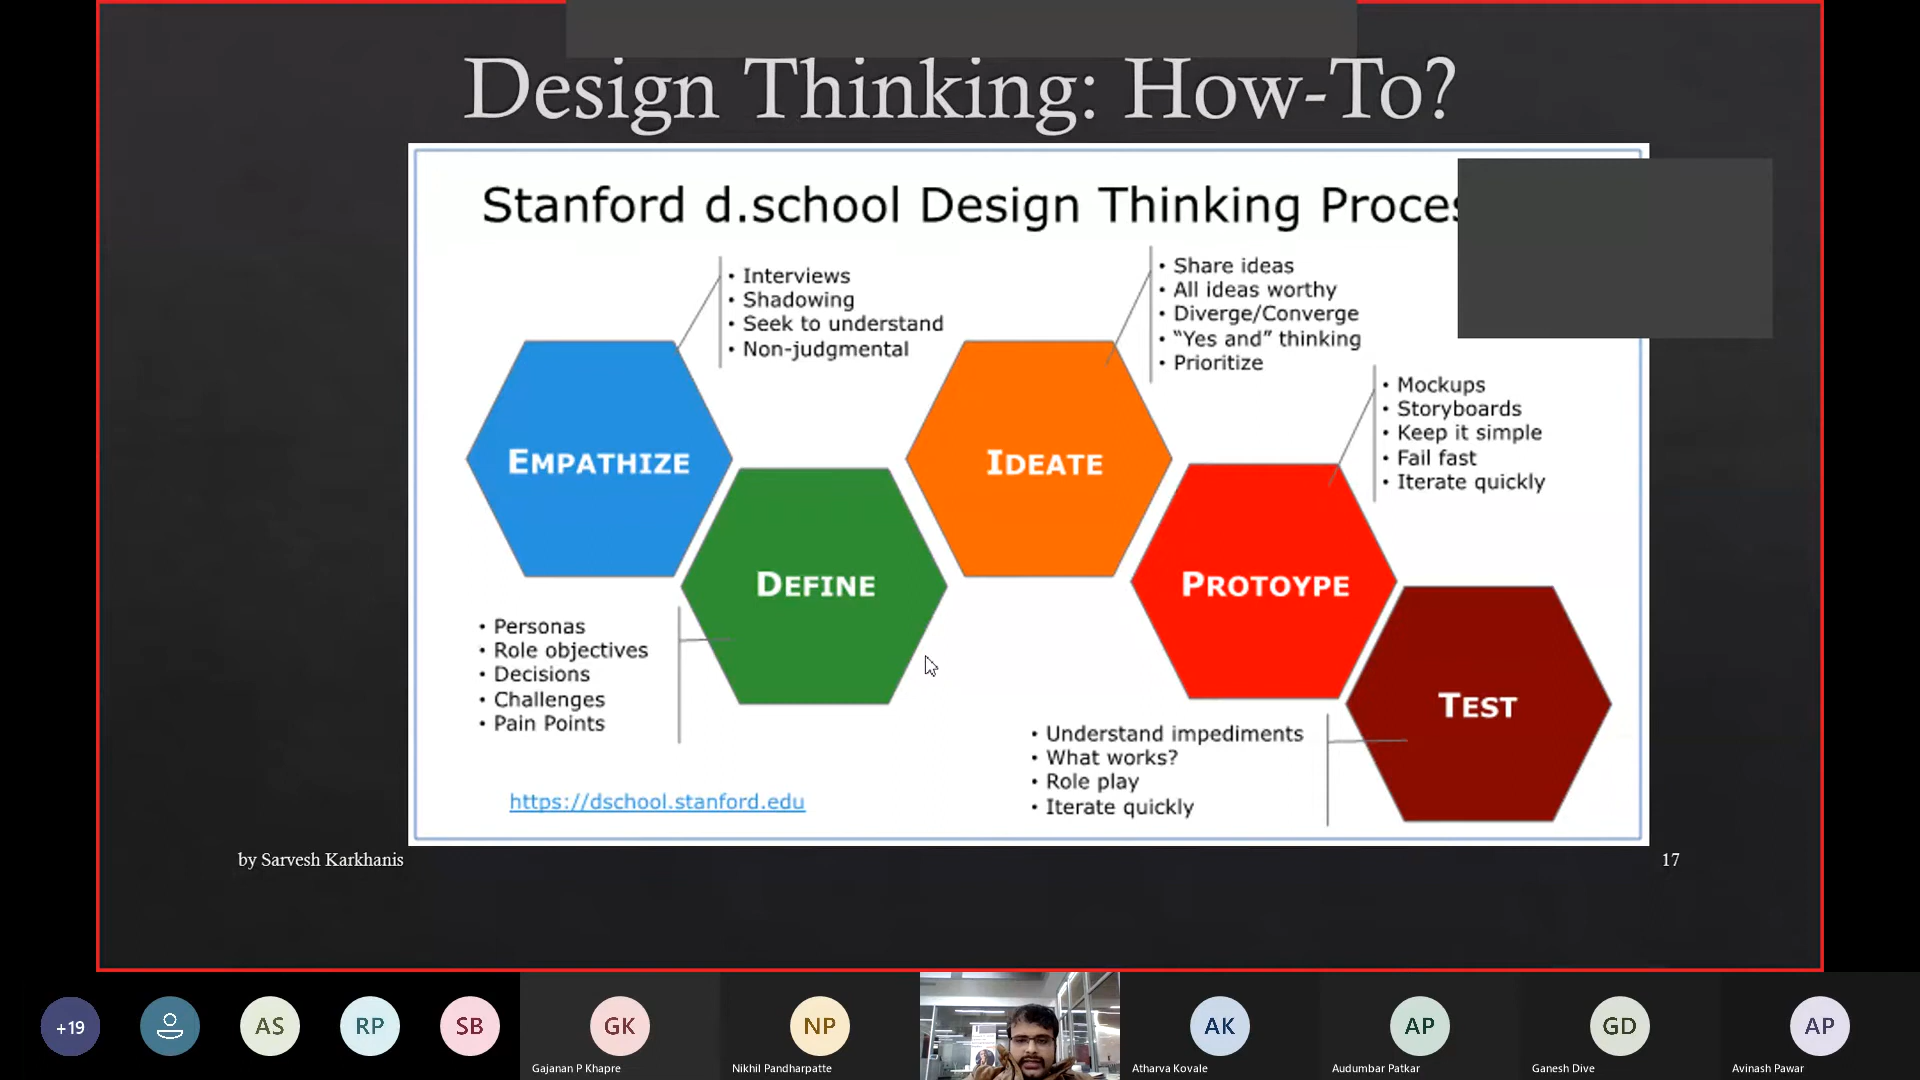 Design Thinking: How-To?
Stanford d.school Design Thinking
• Interviews
• Shadowing
• Seek to understand
• Non-judgmental
• Share ideas
• All ideas worthy
• Diverge/Converge
• “Yes and” thinking
• Prioritize
• Mockups
• Storyboards
• Keep it simple
• Fail fast
• Iterate quickly
EMPATHIZE
DEFINE
IDEATE
PROTOYPE
TEST
• Personas
• Role objectives
• Decisions
• Challenges
• Pain Points
• Understand impediments
• What works?
• Role play
• Iterate quickly
https://dschool.stanford.edu
by Sarvesh Karkhanis
17
+19
AS
RP
SB
GK
Gajanan P Khapre
NP
Nikhil Pandharpatte
AK
Atharva Kovale
AP
Audumbar Patkar
GD
Ganesh Dive
AP
Avinash Pawar